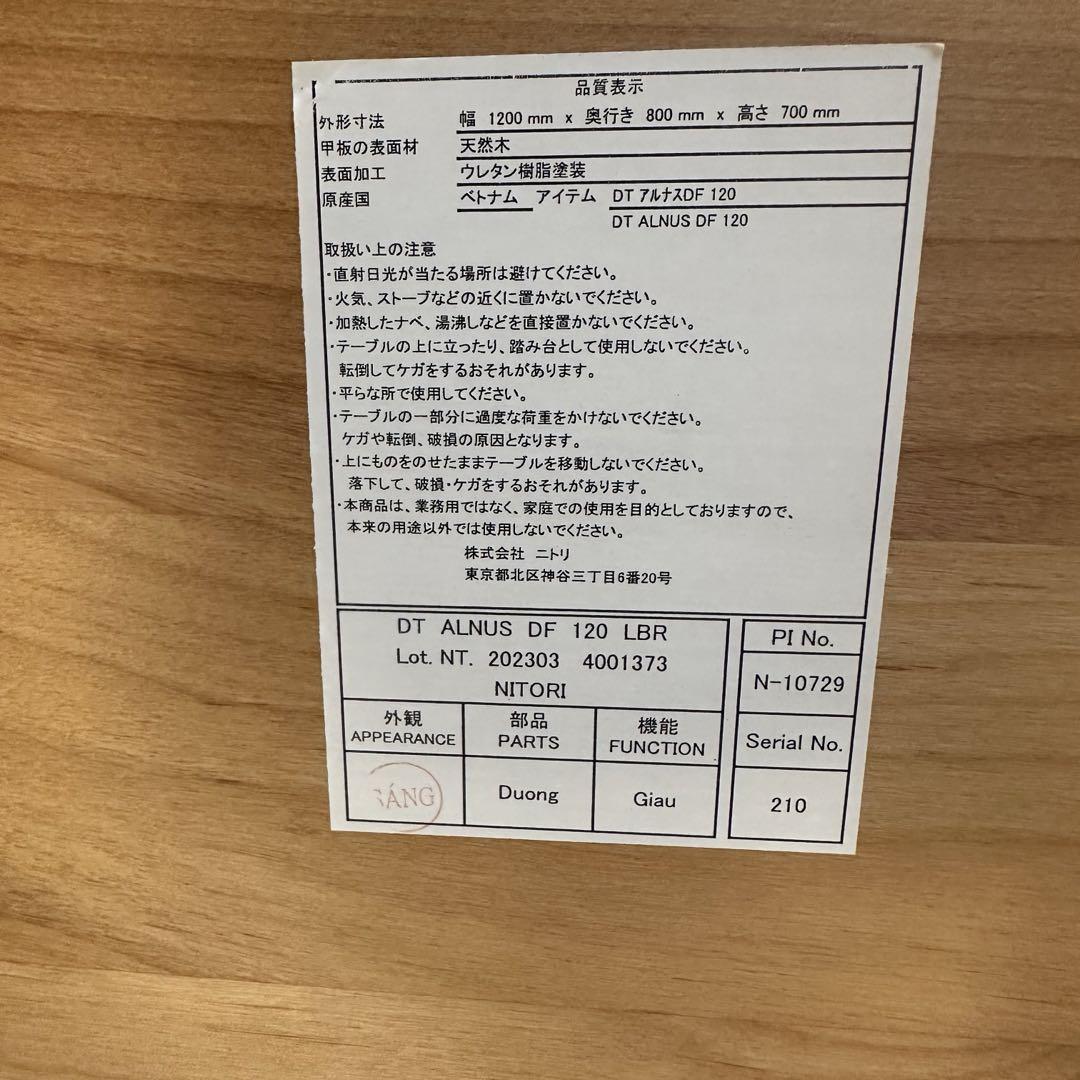 品質表示
外形寸法 幅 1200 mm x 奥行き 800 mm x 高さ 700 mm
甲板の表面材 天然木
表面加工 ウレタン樹脂塗装
原産国 ベトナム アイテム DT アルナスDF 120
DT ALNUS DF 120
取扱い上の注意
・直射日光が当たる場所は避けてください。
・火気、ストーブなどの近くに置かないでください。
・加熱したナベ、湯沸しなどを直接置かないでください。
・テーブルの上に立ったり、踏み台として使用しないでください。
転倒してケガをするおそれがあります。
・平らな所で使用してください。
・テーブルの一部分に過度な荷重をかけないでください。
ケガや転倒、破損の原因となります。
・上にものをのせたままテーブルを移動しないでください。
落下して、破損・ケガをするおそれがあります。
・本商品は、業務用ではなく、家庭での使用を目的としておりますので、
本来の用途以外では使用しないでください。
株式会社 ニトリ
東京都北区神谷三丁目6番20号
DT ALNUS DF 120 LBR
Lot. NT. 202303 4001373
NITORI
PI No.
N-10729
外観 部品 機能
APPEARANCE PARTS FUNCTION
Serial No.
SÁNG Duong Giau
210